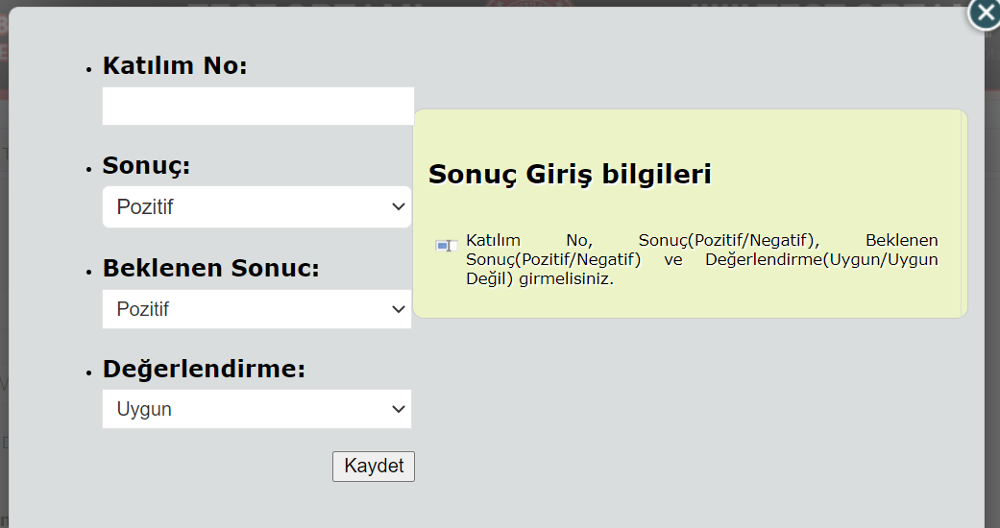 Katılım No:
Sonuç:
Pozitif
Beklenen Sonuc:
Pozitif
Değerlendirme:
Uygun
Kaydet
Sonuç Giriş bilgileri
Katılım No, Sonuç(Pozitif/Negatif), Beklenen
Sonuç(Pozitif/Negatif) ve Değerlendirme(Uygun/Uygun
Değil) girmelisiniz.